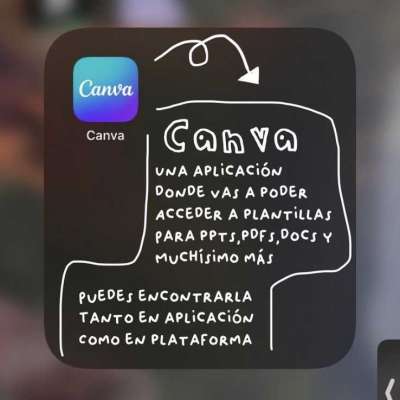 Canva
Canva
Canva
UNA APLICACIÓN
DONDE VAS A PODER
ACCEDER A PLANTILLAS
PARA PPTS,PDFS,DOCS Y
MUCHÍSIMO MÁS
PUEDES ENCONTRARLA
TANTO EN APLICACIÓN
COMO EN PLATAFORMA